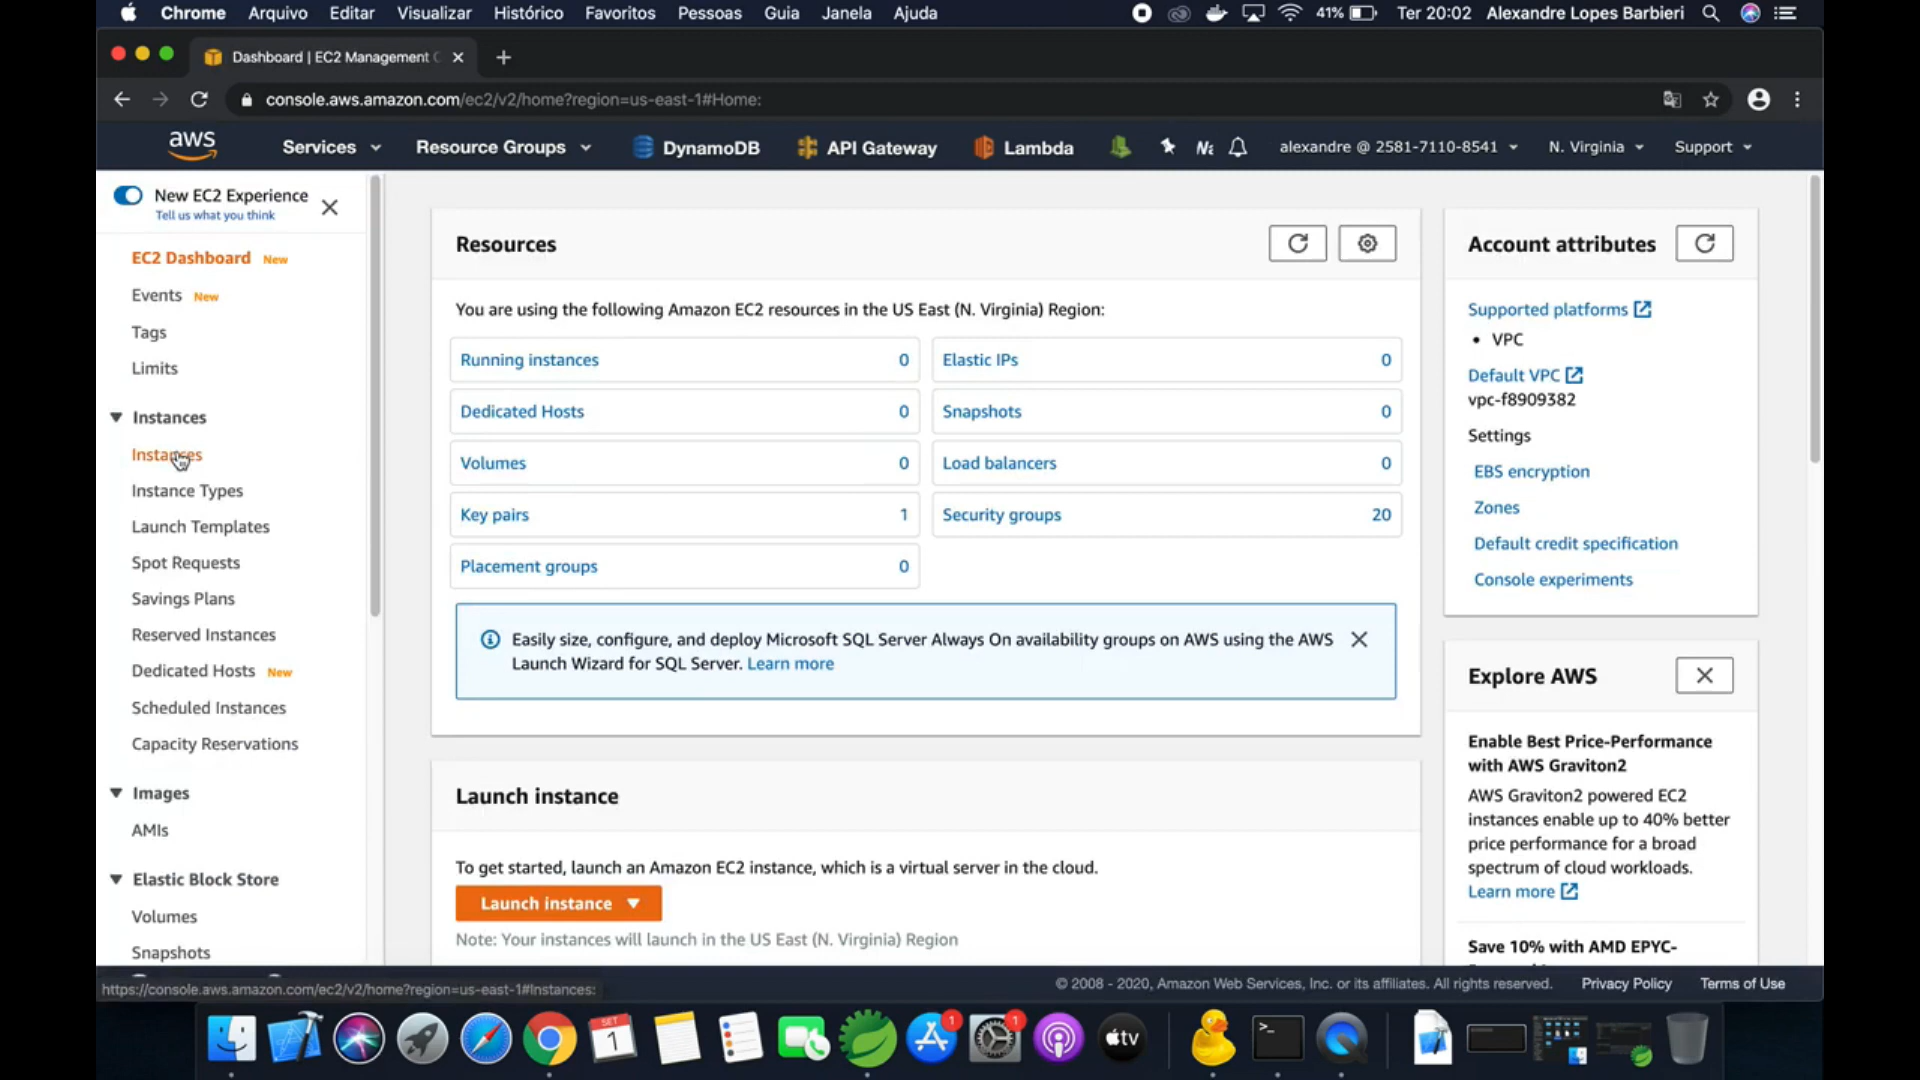 Chrome Arquivo Editar Visualizar Histórico Favoritos Pessoas Guia Janela Ajuda 41% Ter 20:02 Alexandre Lopes Barbieri
Dashboard | EC2 Management C
console.aws.amazon.com/ec2/v2/home?region=us-east-1#Home:
aws Services Resource Groups DynamoDB API Gateway Lambda alexandre @ 2581-7110-8541 N. Virginia Support
New EC2 Experience
Tell us what you think
EC2 Dashboard New
Events New
Tags
Limits
Instances
Instances
Instance Types
Launch Templates
Spot Requests
Savings Plans
Reserved Instances
Dedicated Hosts New
Scheduled Instances
Capacity Reservations
Images
AMIs
Elastic Block Store
Volumes
Snapshots
Resources
You are using the following Amazon EC2 resources in the US East (N. Virginia) Region:
Running instances 0
Elastic IPs 0
Dedicated Hosts 0
Snapshots 0
Volumes 0
Load balancers 0
Key pairs 1
Security groups 20
Placement groups 0
Easily size, configure, and deploy Microsoft SQL Server Always On availability groups on AWS using the AWS
Launch Wizard for SQL Server. Learn more
Launch instance
To get started, launch an Amazon EC2 instance, which is a virtual server in the cloud.
Launch instance
Note: Your instances will launch in the US East (N. Virginia) Region
Account attributes
Supported platforms
• VPC
Default VPC
vpc-f8909382
Settings
EBS encryption
Zones
Default credit specification
Console experiments
Explore AWS
Enable Best Price-Performance
with AWS Graviton2
AWS Graviton2 powered EC2
instances enable up to 40% better
price performance for a broad
spectrum of cloud workloads.
Learn more
Save 10% with AMD EPYC-
https://console.aws.amazon.com/ec2/v2/home?region=us-east-1#Instances:
© 2008 - 2020, Amazon Web Services, Inc. or its affiliates. All rights reserved. Privacy Policy Terms of Use
SET
1
1
1
tv